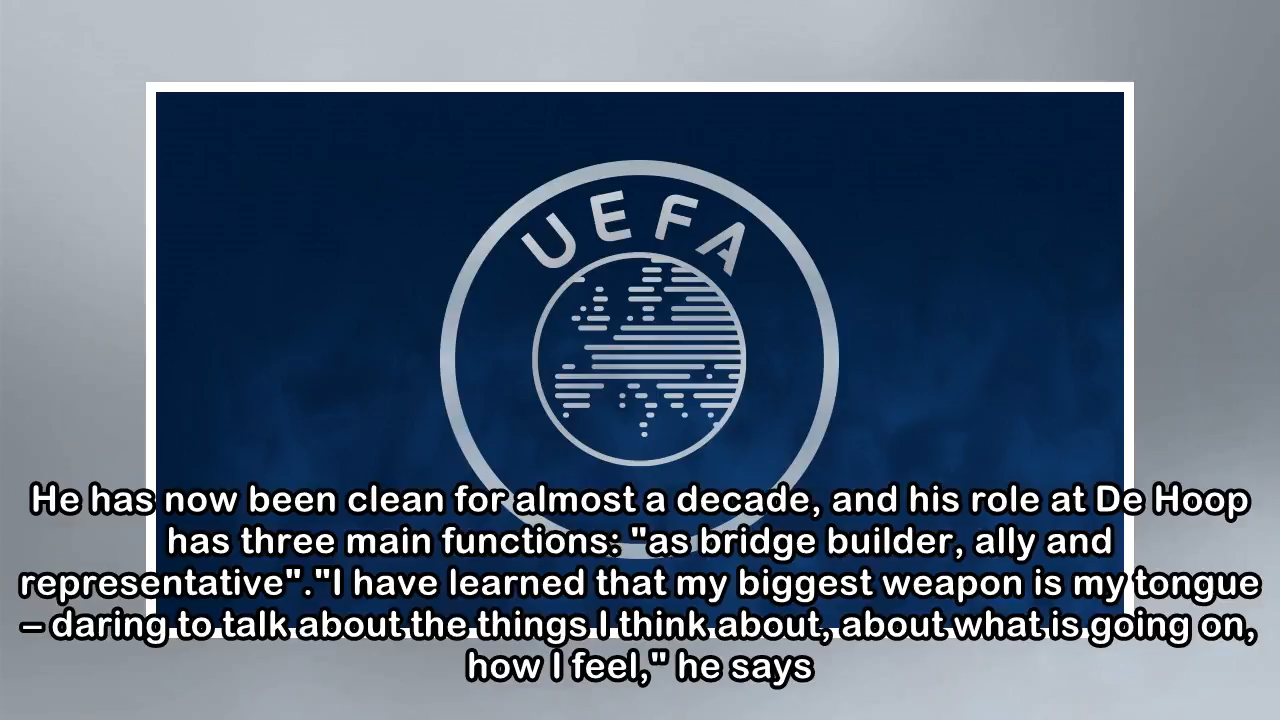 UEFA
He has now been clean for almost a decade, and his role at De Hoop
has three main functions: "as bridge builder, ally and
representative"."I have learned that my biggest weapon is my tongue
– daring to talk about the things I think about, about what is going on,
how I feel," he says